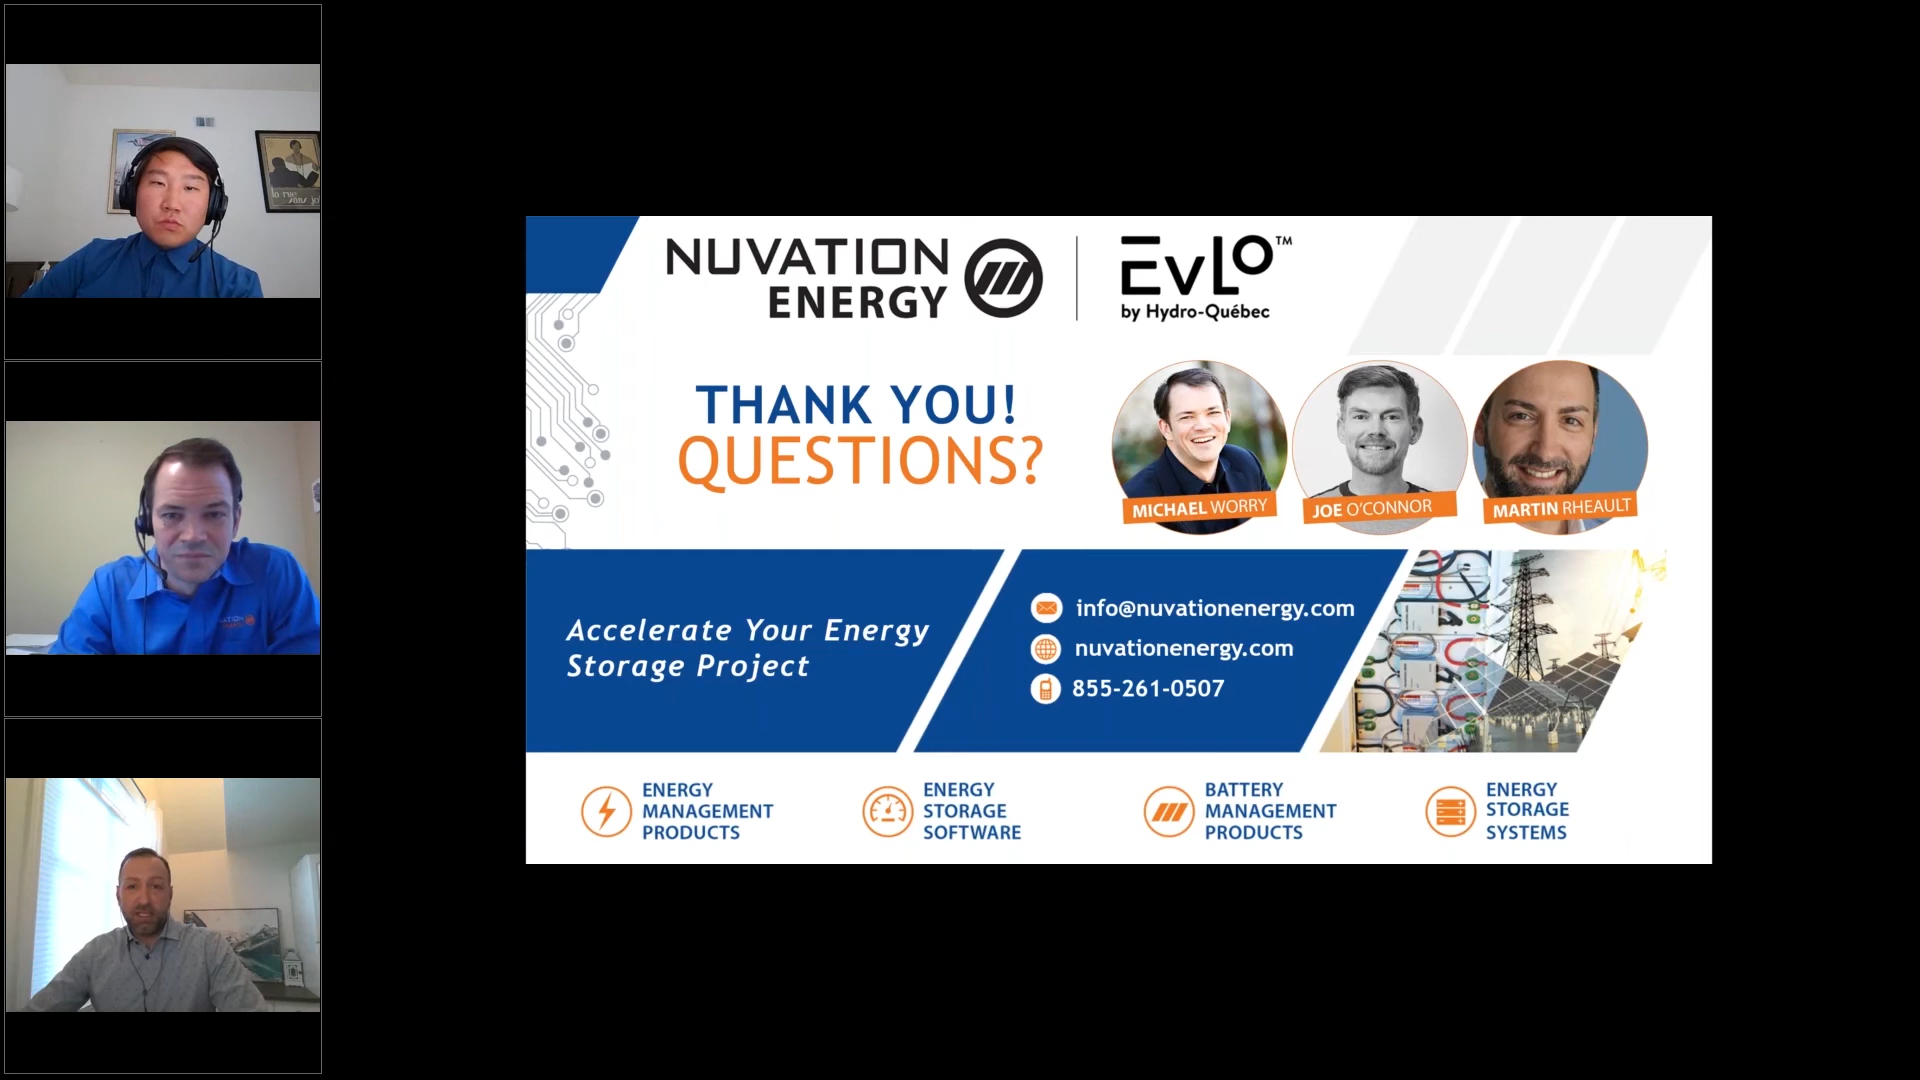 NUVATION
ENERGY
EVLO™
by Hydro-Québec
THANK YOU!
QUESTIONS?
MICHAEL WORRY
JOE O'CONNOR
MARTIN RHEAULT
Accelerate Your Energy
Storage Project
info@nuvationenergy.com
nuvationenergy.com
855-261-0507
ENERGY
MANAGEMENT
PRODUCTS
ENERGY
STORAGE
SOFTWARE
BATTERY
MANAGEMENT
PRODUCTS
ENERGY
STORAGE
SYSTEMS